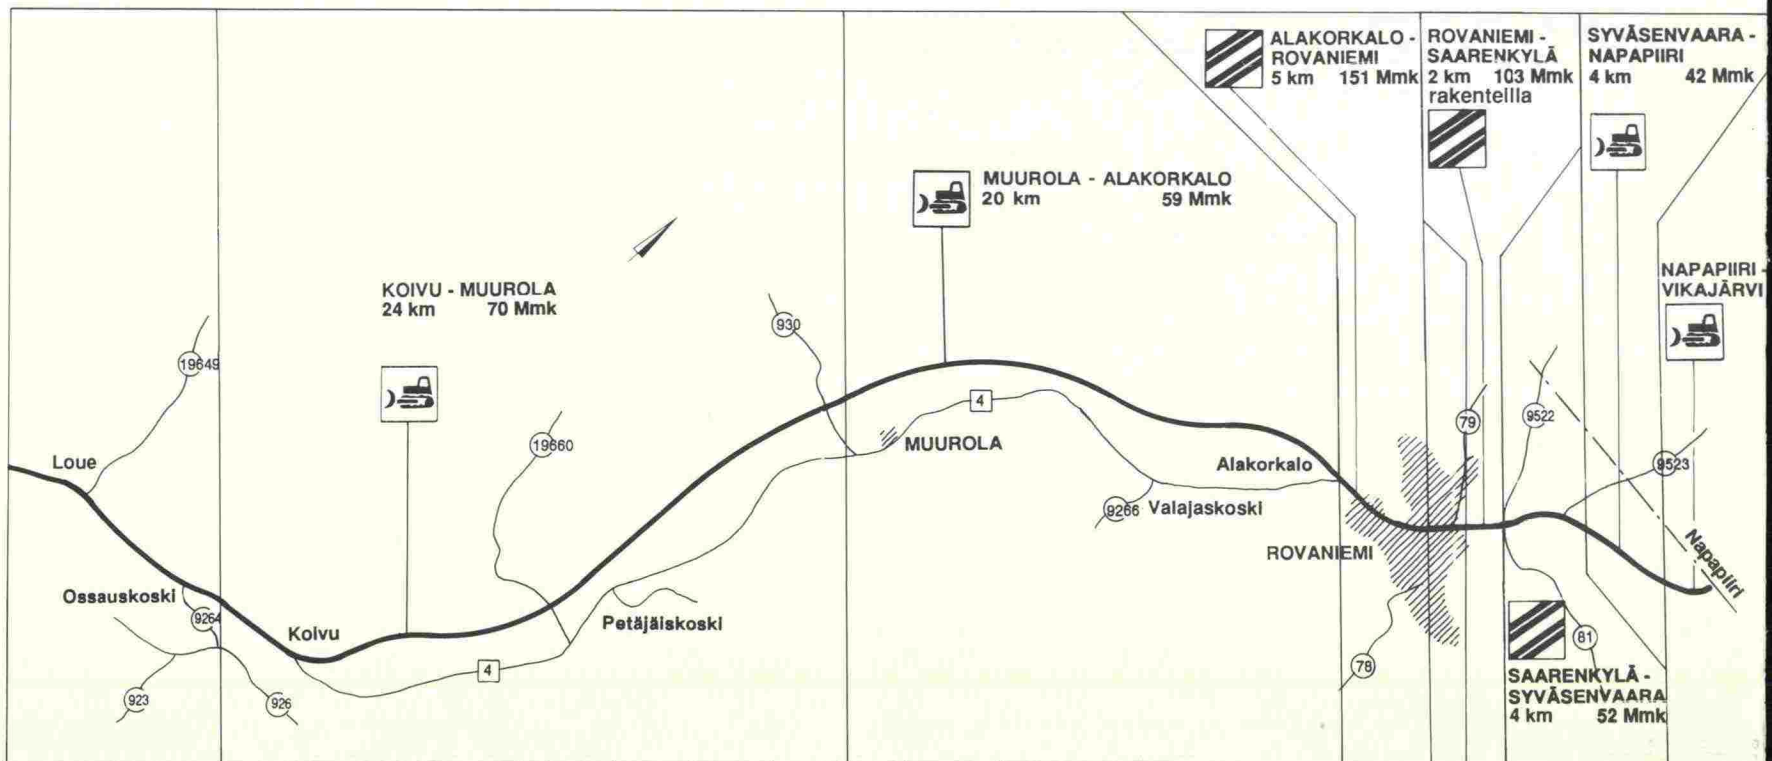 ALAKORKALO -
ROVANIEMI
5 km 151 Mmk
ROVANIEMI -
SAARENKYLÄ
2 km 103 Mmk
rakenteilla
SYVÄSENVAARA -
NAPAPIIRI
4 km 42 Mmk
MUUROLA - ALAKORKALO
20 km 59 Mmk
KOIVU - MUUROLA
24 km 70 Mmk
NAPAPIIRI -
VIKAJÄRVI
930
19649
4
79
9522
19660
MUUROLA
Loue
Alakorkalo
9523
9266
Valajaskoski
ROVANIEMI
Napapiiri
Ossauskoski
9264
Koivu
Petäjäiskoski
81
4
78
923
926
SAARENKYLÄ -
SYVÄSENVAARA
4 km 52 Mmk